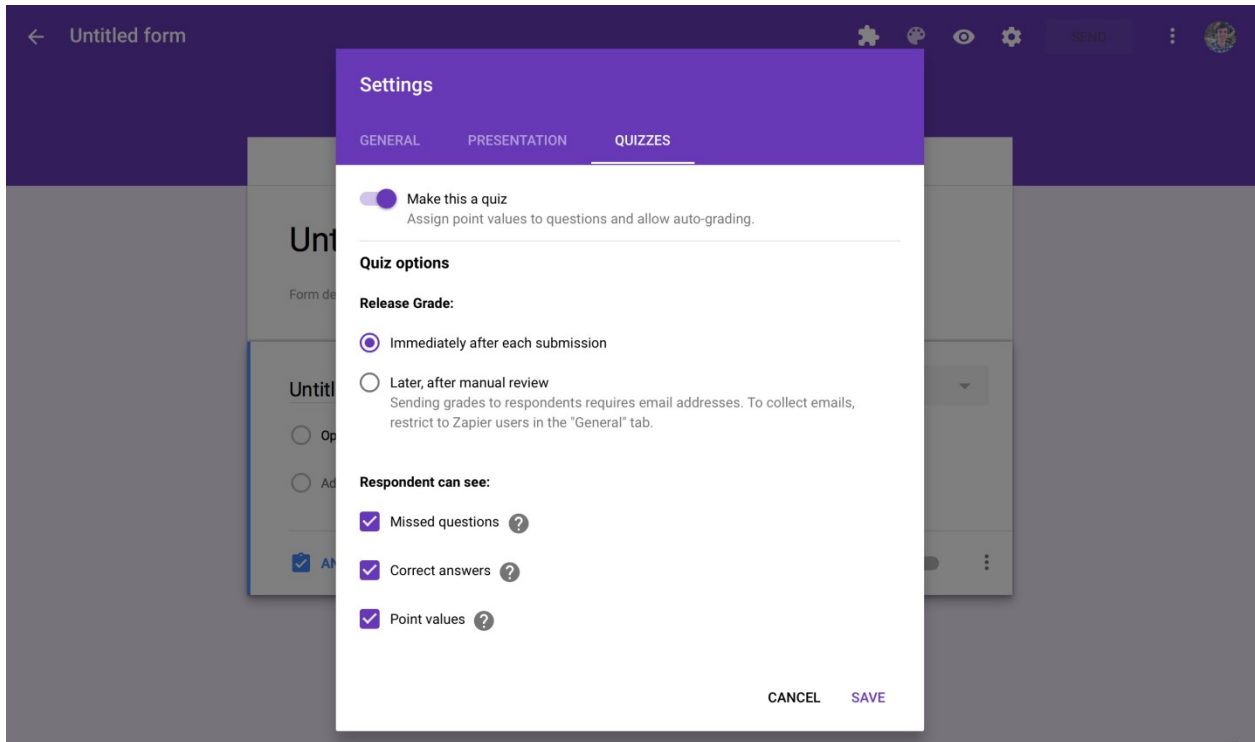 Untitled form
SEND
Settings
GENERAL PRESENTATION QUIZZES
Make this a quiz
Assign point values to questions and allow auto-grading.
Unt
Quiz options
Form de
Release Grade:
Immediately after each submission
Later, after manual review
Sending grades to respondents requires email addresses. To collect emails,
restrict to Zapier users in the "General" tab.
Untitl
Op
Ad
Respondent can see:
Missed questions
Correct answers
AN
Point values
CANCEL SAVE